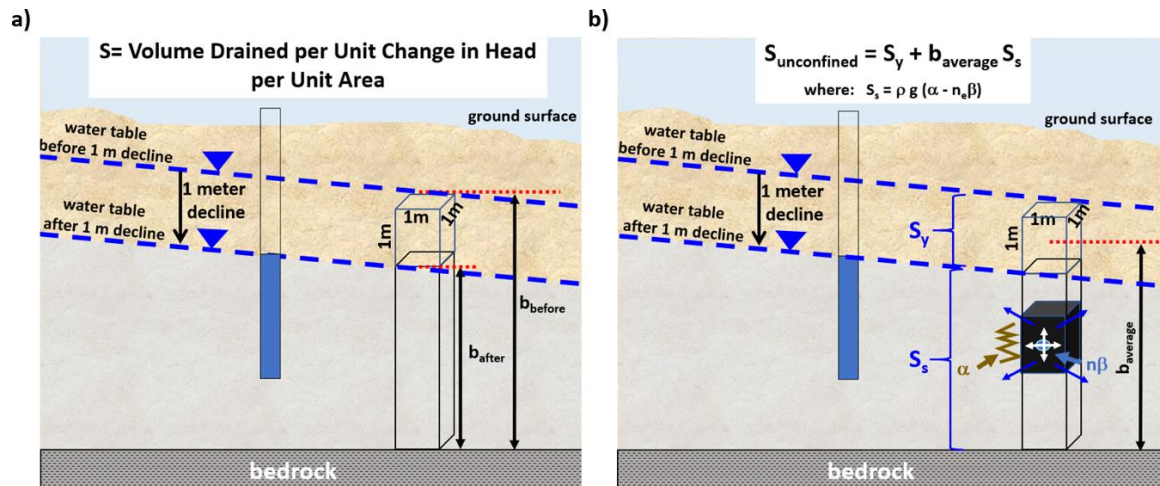 a)
S= Volume Drained per Unit Change in Head
per Unit Area
ground surface
water table
before 1 m decline
1 meter
decline
water table
after 1 m decline
1m
1m
1m
b_before
b_after
bedrock
b)
S_unconfined = S_y + b_average S_s
where: S_s = ρ g (α - n_eβ)
ground surface
water table
before 1 m decline
1 meter
decline
water table
after 1 m decline
1m
1m
1m
S_y
S_s
α
nβ
b_average
bedrock